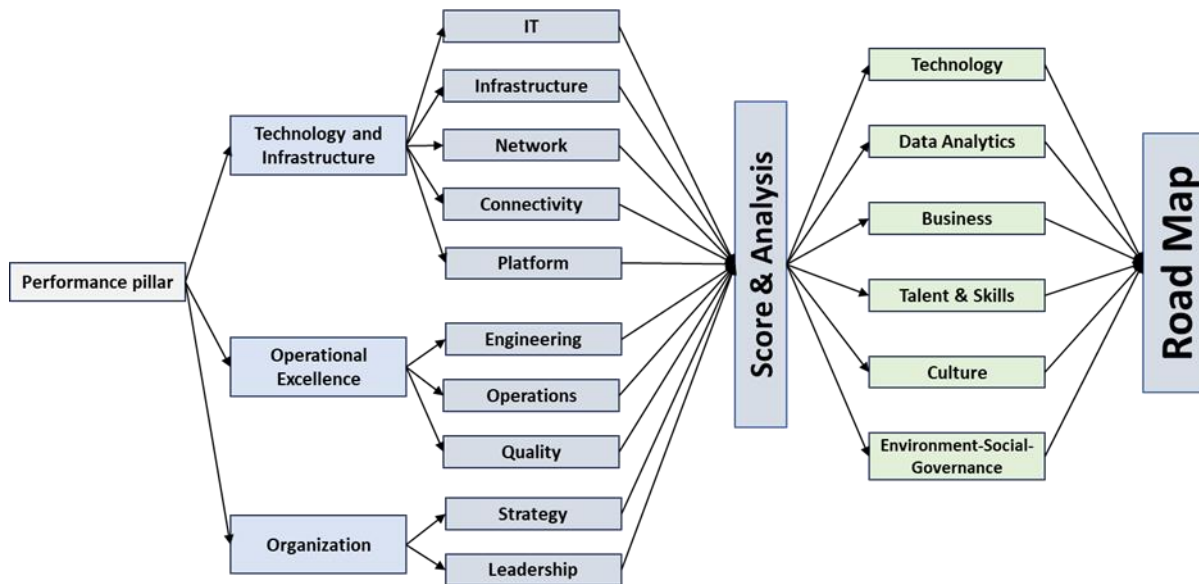 Performance pillar
Technology and
Infrastructure
Operational
Excellence
Organization
IT
Infrastructure
Network
Connectivity
Platform
Engineering
Operations
Quality
Strategy
Leadership
Score & Analysis
Technology
Data Analytics
Business
Talent & Skills
Culture
Environment-Social-
Governance
Road Map